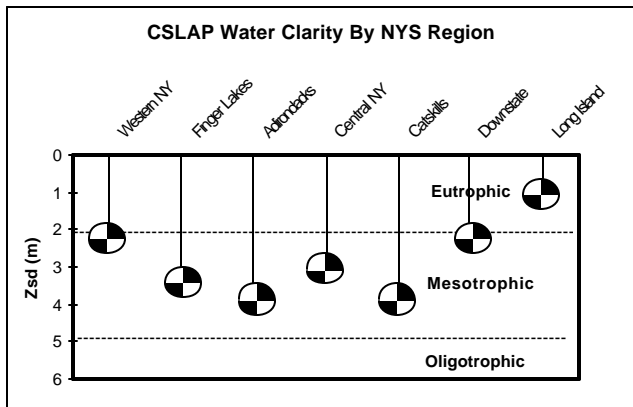 CSLAP Water Clarity By NYS Region
Western NY
Finger Lakes
Adirondacks
Central NY
Catskills
Downstate
Long Island
0
1
2
3
4
5
6
Zsd (m)
Eutrophic
Mesotrophic
Oligotrophic